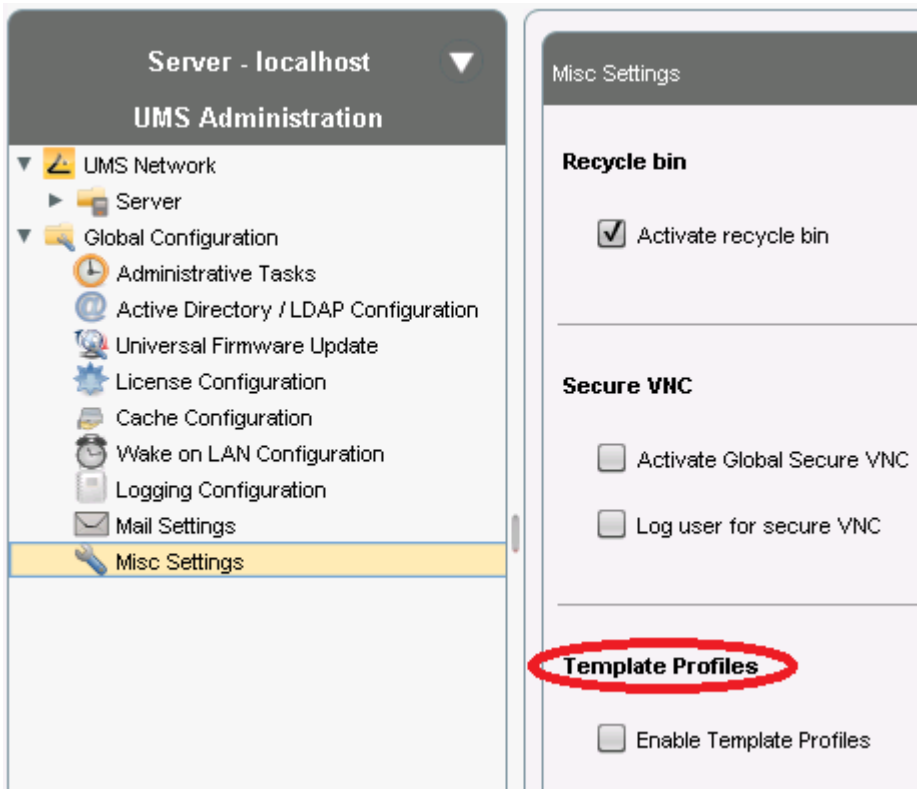 Server - localhost
UMS Administration
UMS Network
Server
Global Configuration
Administrative Tasks
Active Directory / LDAP Configuration
Universal Firmware Update
License Configuration
Cache Configuration
Wake on LAN Configuration
Logging Configuration
Mail Settings
Misc Settings
Misc Settings
Recycle bin
Activate recycle bin
Secure VNC
Activate Global Secure VNC
Log user for secure VNC
Template Profiles
Enable Template Profiles